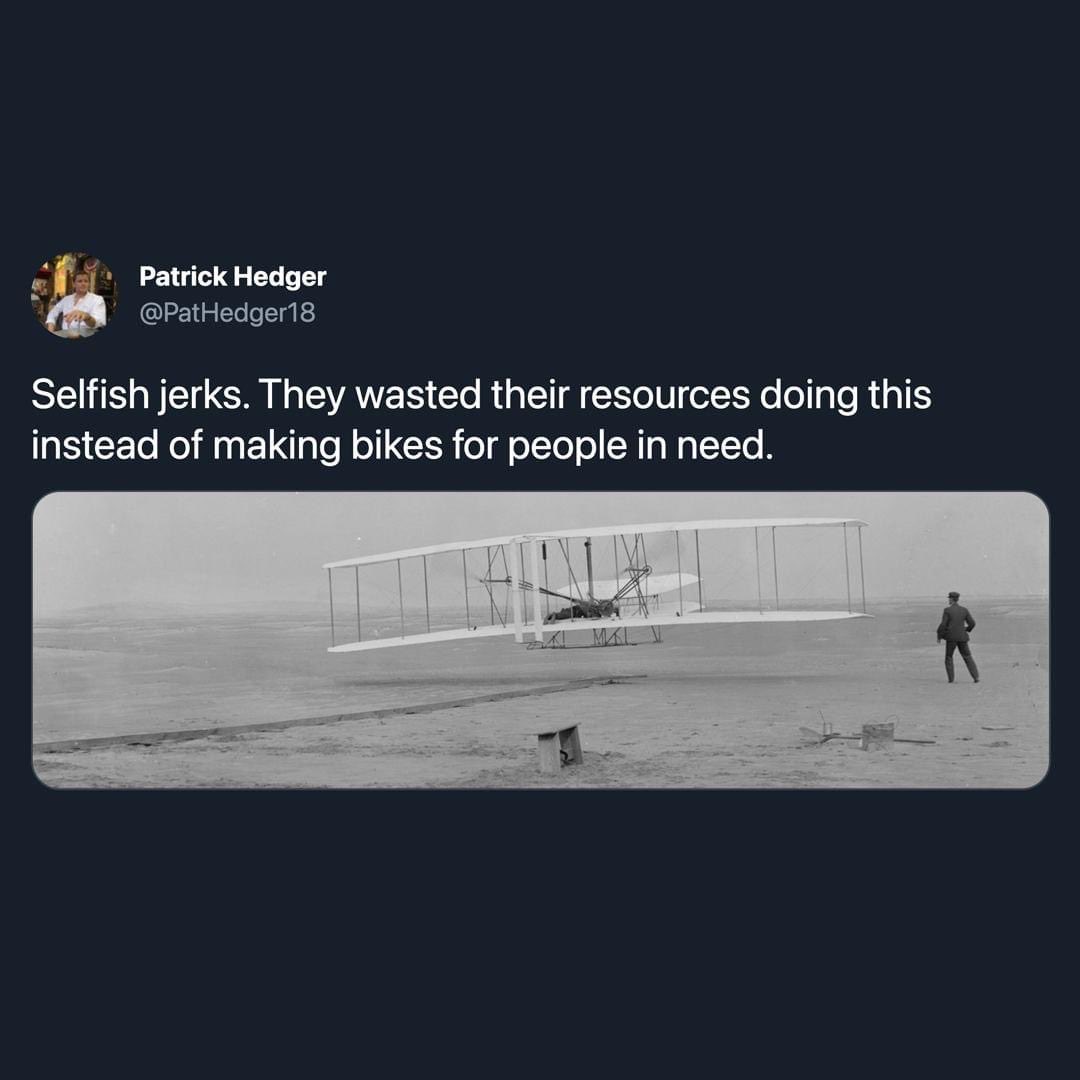 Patrick Hedger
@PatHedger18
Selfish jerks. They wasted their resources doing this
instead of making bikes for people in need.